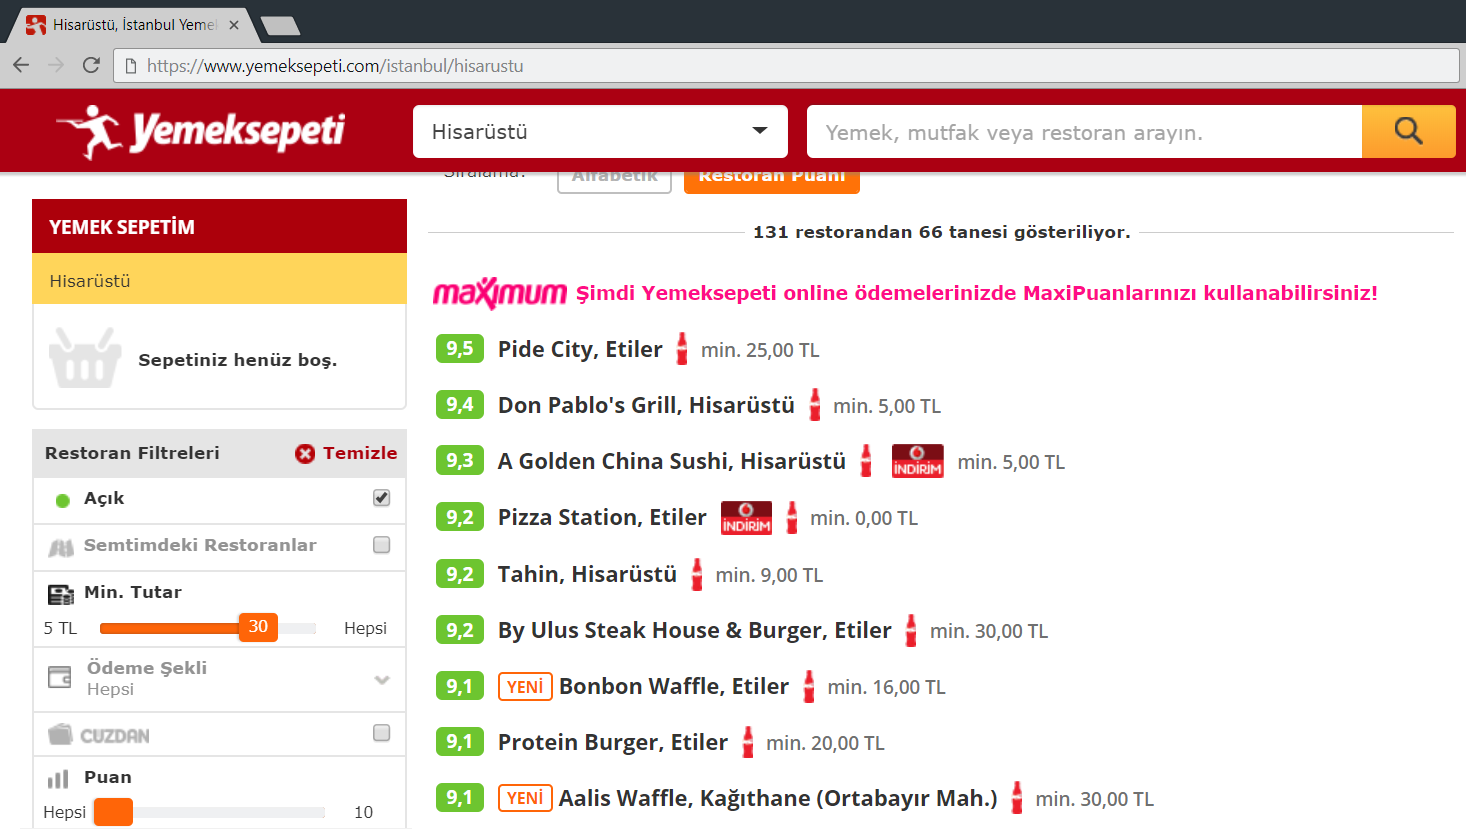 Hisarüstü, İstanbul Yeme
https://www.yemeksepeti.com/istanbul/hisarustu
Yemeksepeti
Hisarüstü
Yemek, mutfak veya restoran arayın.
Sıralama:
Alfabetik
Restoran Puanı
YEMEK SEPETİM
Hisarüstü
Sepetiniz henüz boş.
Restoran Filtreleri
Temizle
Açık
Semtimdeki Restoranlar
Min. Tutar
5 TL
30
Hepsi
Ödeme Şekli
Hepsi
CUZDAN
Puan
Hepsi
10
131 restorandan 66 tanesi gösteriliyor.
maximum Şimdi Yemeksepeti online ödemelerinizde MaxiPuanlarınızı kullanabilirsiniz!
9,5 Pide City, Etiler min. 25,00 TL
9,4 Don Pablo's Grill, Hisarüstü min. 5,00 TL
9,3 A Golden China Sushi, Hisarüstü İNDİRİM min. 5,00 TL
9,2 Pizza Station, Etiler İNDİRİM min. 0,00 TL
9,2 Tahin, Hisarüstü min. 9,00 TL
9,2 By Ulus Steak House & Burger, Etiler min. 30,00 TL
9,1 YENİ Bonbon Waffle, Etiler min. 16,00 TL
9,1 Protein Burger, Etiler min. 20,00 TL
9,1 YENİ Aalis Waffle, Kağıthane (Ortabayır Mah.) min. 30,00 TL